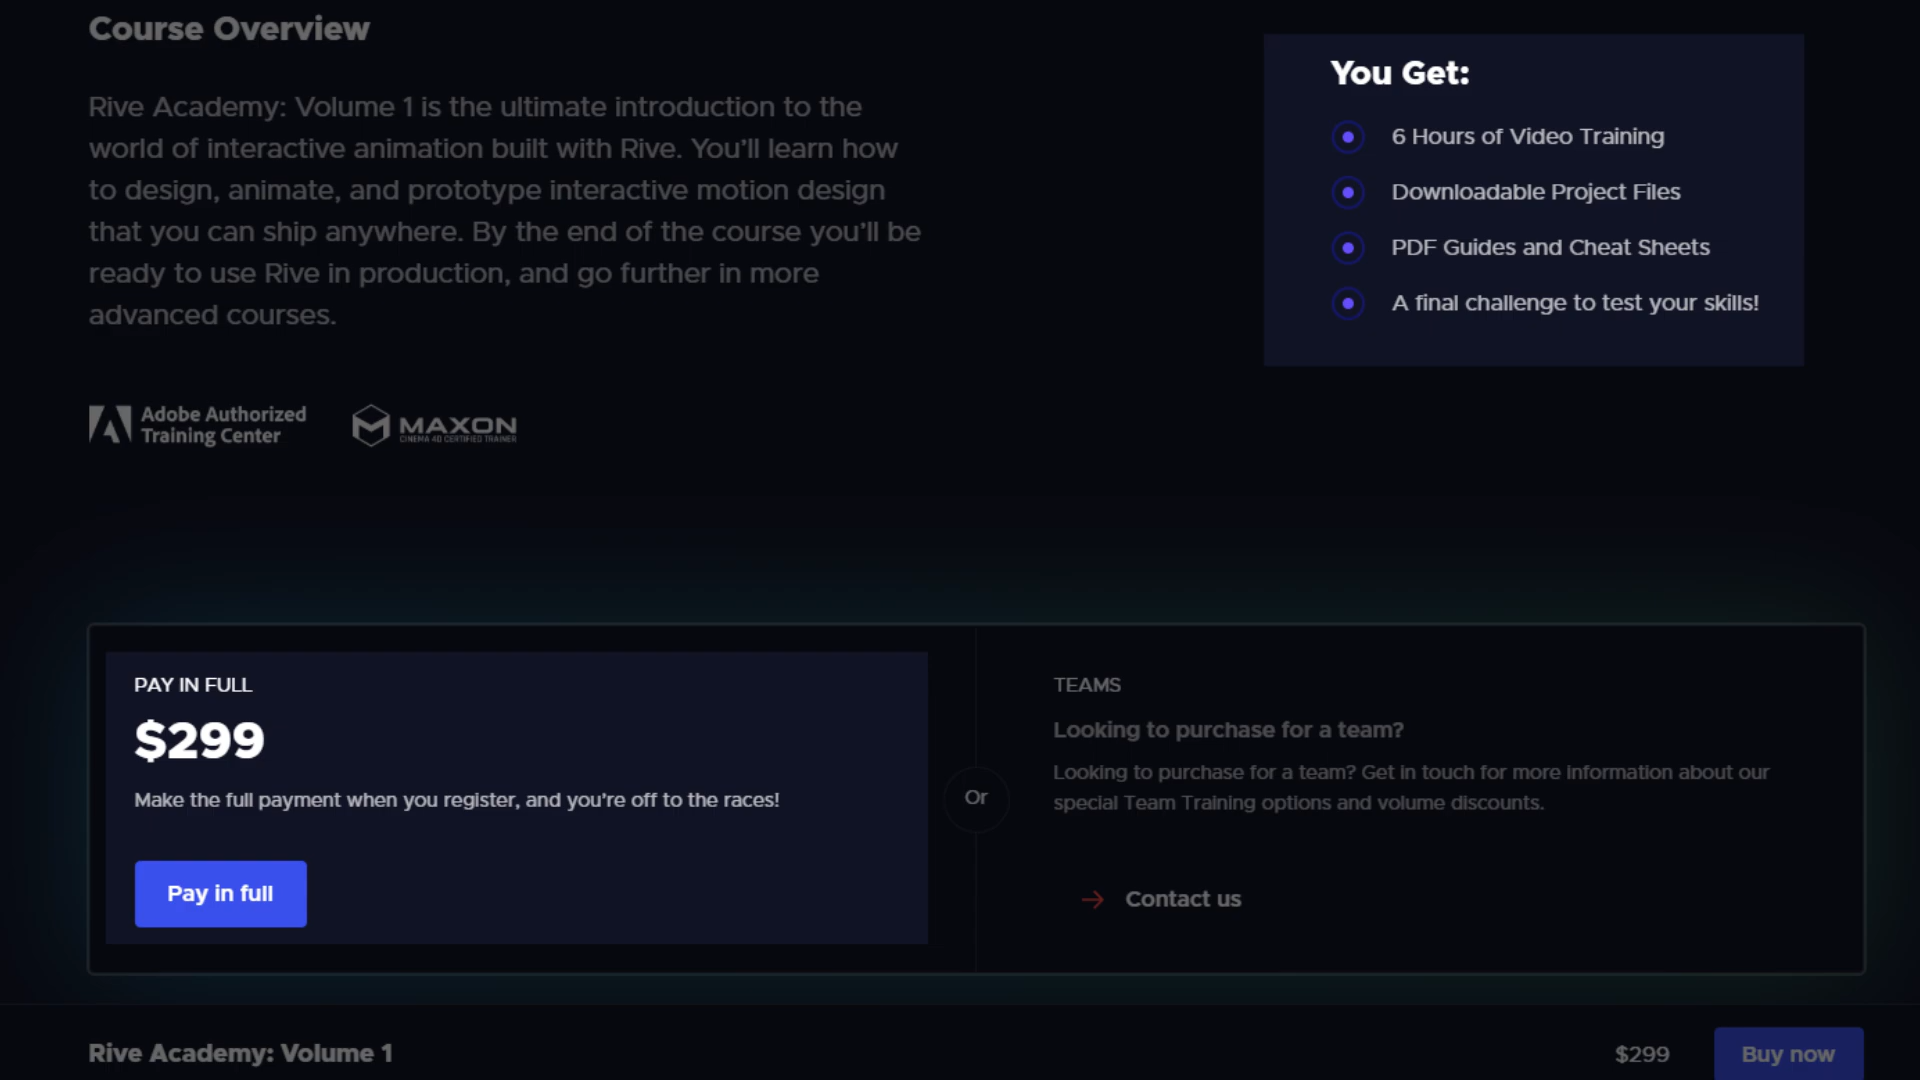 Course Overview
Rive Academy: Volume 1 is the ultimate introduction to the
world of interactive animation built with Rive. You'll learn how
to design, animate, and prototype interactive motion design
that you can ship anywhere. By the end of the course you'll be
ready to use Rive in production, and go further in more
advanced courses.
Adobe Authorized
Training Center
MAXON
CINEMA 4D CERTIFIED TRAINER
You Get:
6 Hours of Video Training
Downloadable Project Files
PDF Guides and Cheat Sheets
A final challenge to test your skills!
PAY IN FULL
$299
Make the full payment when you register, and you're off to the races!
Pay in full
Or
TEAMS
Looking to purchase for a team?
Looking to purchase for a team? Get in touch for more information about our
special Team Training options and volume discounts.
Contact us
Rive Academy: Volume 1
$299
Buy now